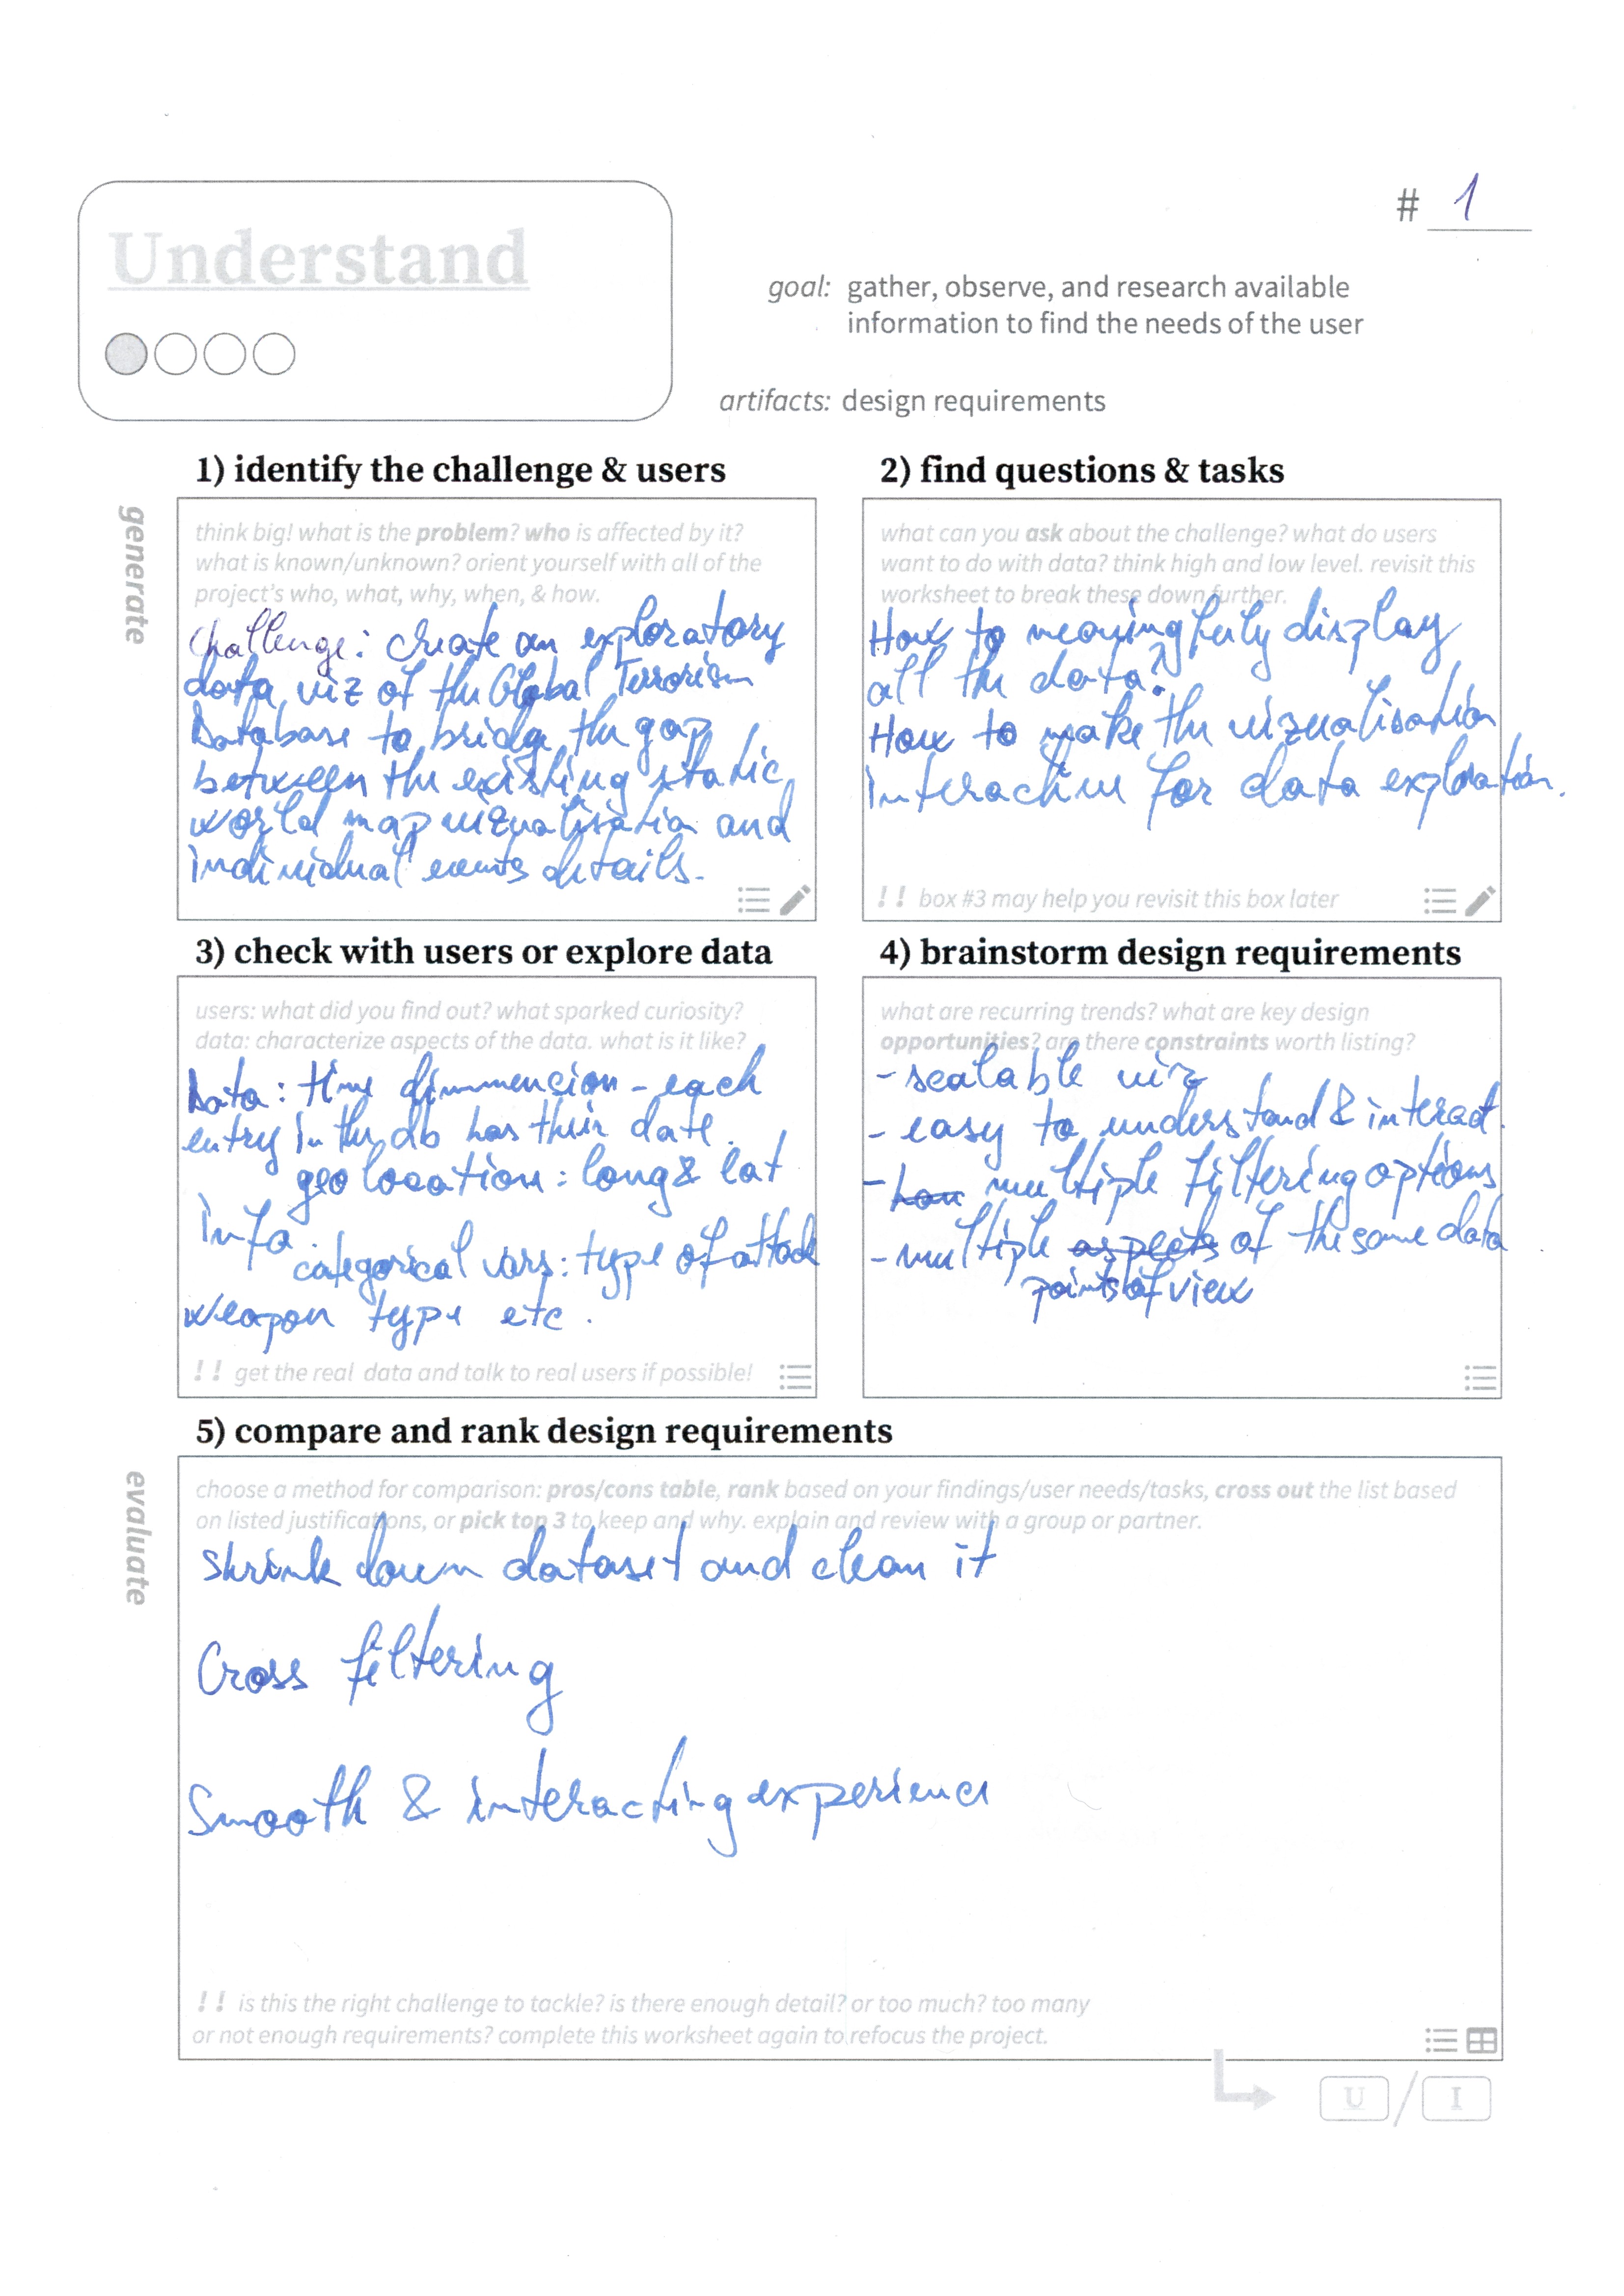 # 1
Understand
goal: gather, observe, and research available
information to find the needs of the user
artifacts: design requirements
generate
1) identify the challenge & users
think big! what is the problem? who is affected by it?
what is known/unknown? orient yourself with all of the
project's who, what, why, when, & how.
Challenge: create an exploratory
data viz of the Global Terrorism
Database to bridge the gap
between the existing static
world map vizualisation and
individual events details.
2) find questions & tasks
what can you ask about the challenge? what do users
want to do with data? think high and low level. revisit this
worksheet to break these down further.
How to meaningfuly display
all the data?
How to make the vizualisation
interactive for data exploration.
!! box #3 may help you revisit this box later
3) check with users or explore data
users: what did you find out? what sparked curiosity?
data: characterize aspects of the data. what is it like?
Data: time dimmencion - each
entry in the db has their date.
geo location: long & lat
info.
categorical vars: type of attack
weapon type etc.
!! get the real data and talk to real users if possible!
4) brainstorm design requirements
what are recurring trends? what are key design
opportunities? are there constraints worth listing?
- scalable viz
- easy to understand & interact.
- multiple filtering options
- multiple aspects of the same data
points of view
5) compare and rank design requirements
evaluate
choose a method for comparison: pros/cons table, rank based on your findings/user needs/tasks, cross out the list based
on listed justifications, or pick top 3 to keep and why. explain and review with a group or partner.
shrink down dataset and clean it
Cross filtering
Smooth & interacting experience
!! is this the right challenge to tackle? is there enough detail? or too much? too many
or not enough requirements? complete this worksheet again to refocus the project.
U / I